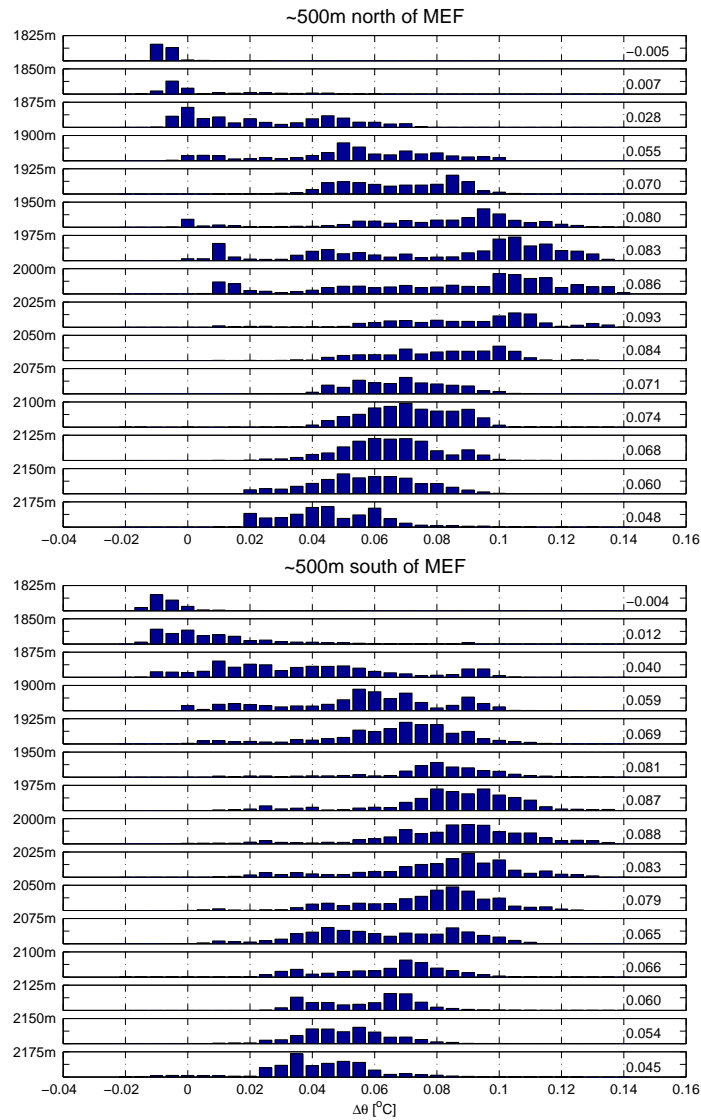 ~500m north of MEF
1825m
−0.005
1850m
0.007
1875m
0.028
1900m
0.055
1925m
0.070
1950m
0.080
1975m
0.083
2000m
0.086
2025m
0.093
2050m
0.084
2075m
0.071
2100m
0.074
2125m
0.068
2150m
0.060
2175m
0.048
−0.04 −0.02 0 0.02 0.04 0.06 0.08 0.1 0.12 0.14 0.16
~500m south of MEF
1825m
−0.004
1850m
0.012
1875m
0.040
1900m
0.059
1925m
0.069
1950m
0.081
1975m
0.087
2000m
0.088
2025m
0.083
2050m
0.079
2075m
0.065
2100m
0.066
2125m
0.060
2150m
0.054
2175m
0.045
−0.04 −0.02 0 0.02 0.04 0.06 0.08 0.1 0.12 0.14 0.16
Δθ [°C]